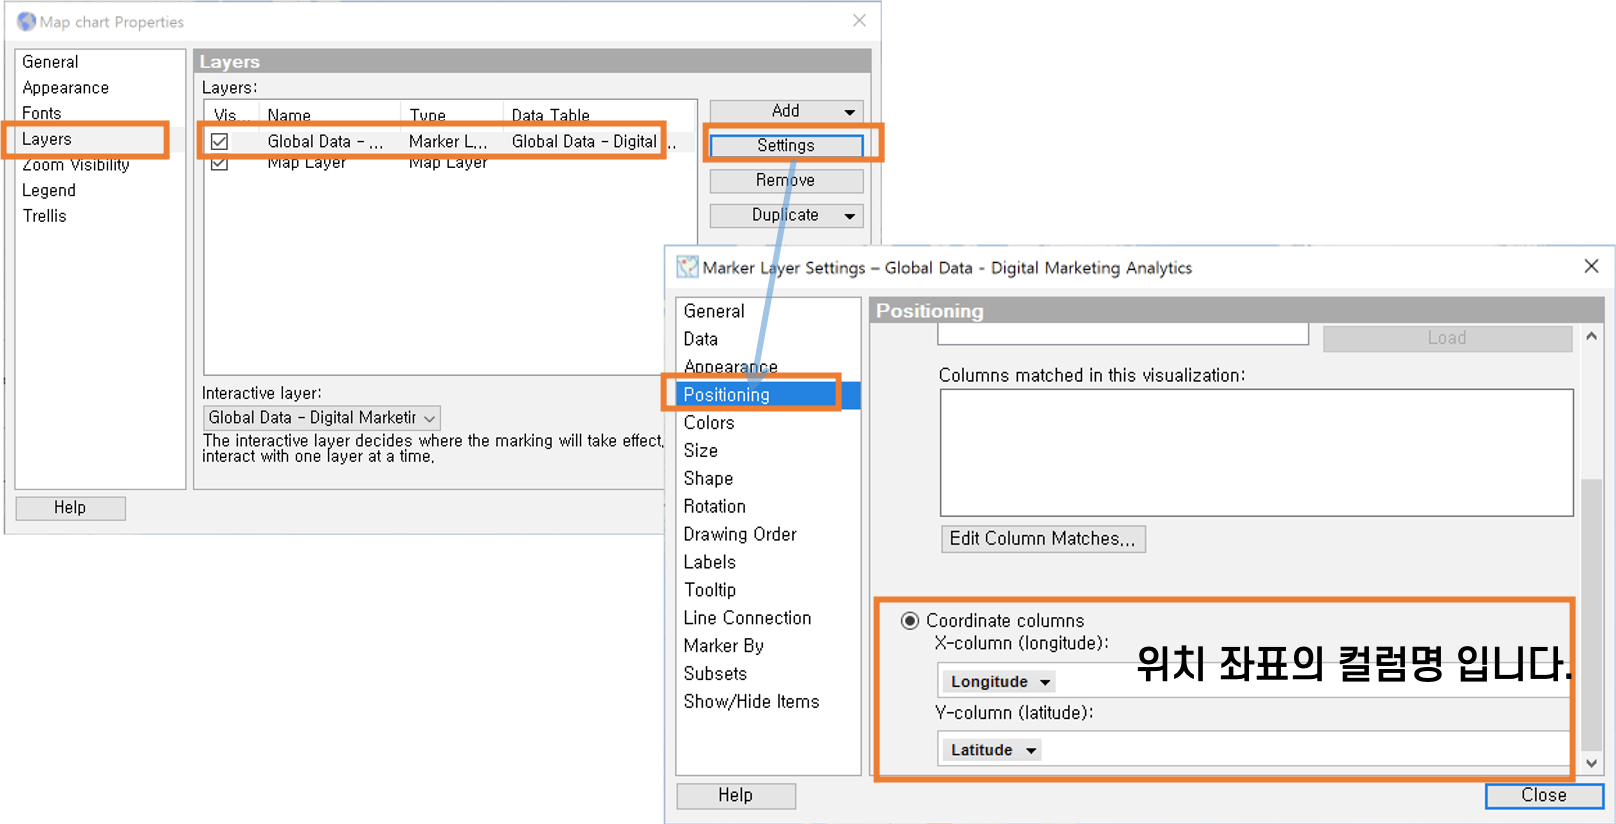 Map chart Properties
General
Appearance
Fonts
Layers
Zoom Visibility
Legend
Trellis
Help
Layers
Layers:
Vis... Name Type Data Table
Global Data - ... Marker L... Global Data - Digital ...
Map Layer Map Layer
Add
Settings
Remove
Duplicate
Interactive layer:
Global Data - Digital Marketir
The interactive layer decides where the marking will take effect,
interact with one layer at a time.
Marker Layer Settings – Global Data - Digital Marketing Analytics
General
Data
Appearance
Positioning
Colors
Size
Shape
Rotation
Drawing Order
Labels
Tooltip
Line Connection
Marker By
Subsets
Show/Hide Items
Help
Positioning
Load
Columns matched in this visualization:
Edit Column Matches...
Coordinate columns
X-column (longitude):
위치 좌표의 컬럼명 입니다.
Longitude
Y-column (latitude):
Latitude
Close